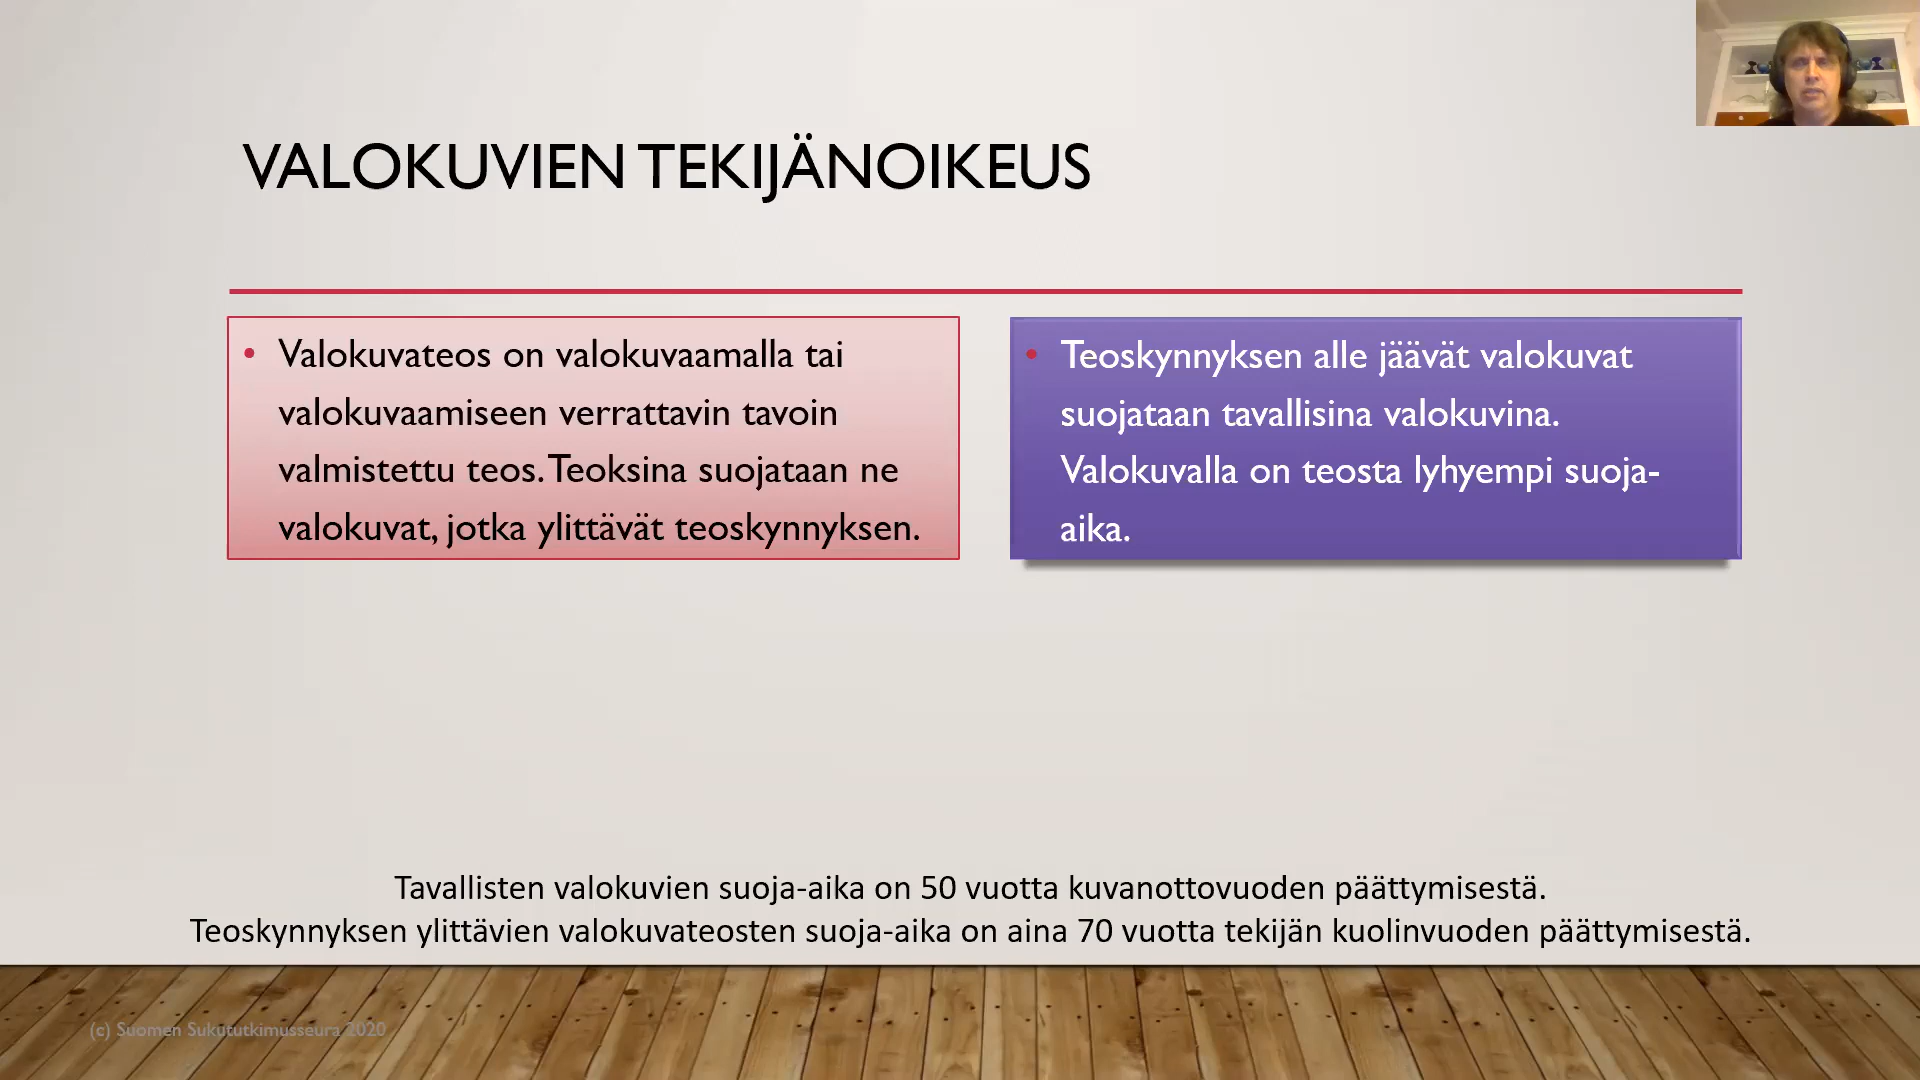 VALOKUVIEN TEKIJÄNOIKEUS
• Valokuvateos on valokuvaamalla tai
valokuvaamiseen verrattavin tavoin
valmistettu teos. Teoksina suojataan ne
valokuvat, jotka ylittävät teoskynnyksen.
• Teoskynnyksen alle jäävät valokuvat
suojataan tavallisina valokuvina.
Valokuvalla on teosta lyhyempi suoja-
aika.
Tavallisten valokuvien suoja-aika on 50 vuotta kuvanottovuoden päättymisestä.
Teoskynnyksen ylittävien valokuvateosten suoja-aika on aina 70 vuotta tekijän kuolinvuoden päättymisestä.
(c) Suomen Sukututkimusseura 2020